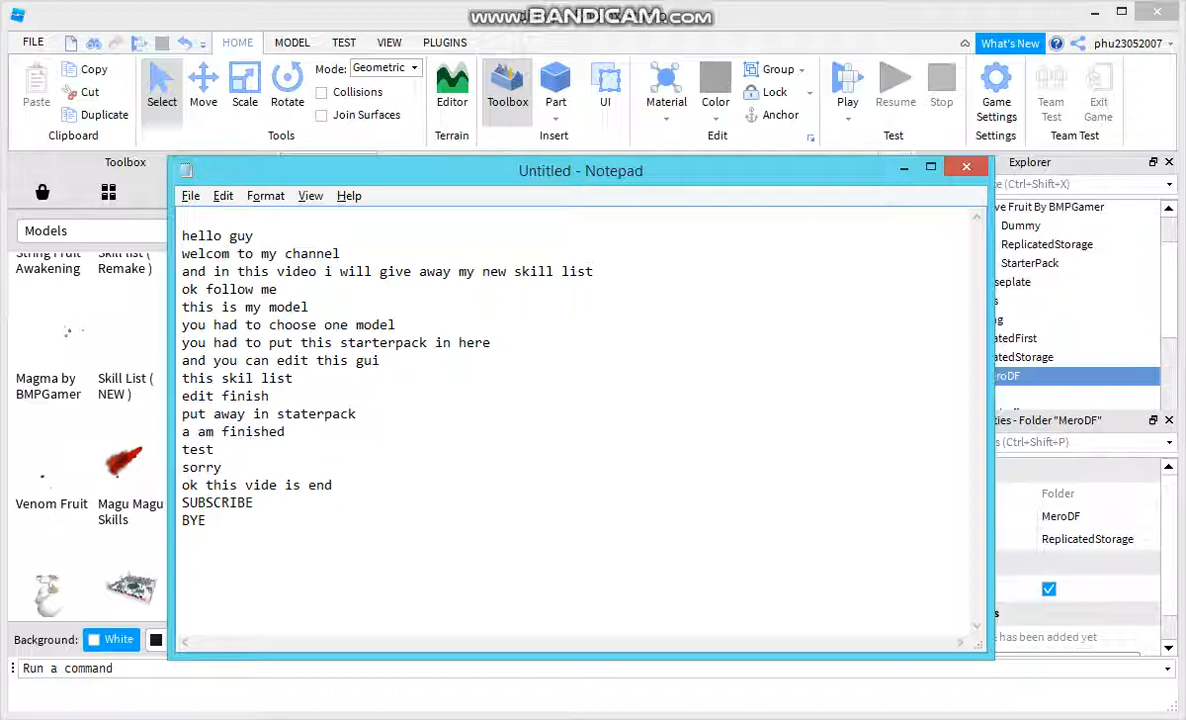 www.BANDICAM.com
FILE
HOME
MODEL
TEST
VIEW
PLUGINS
What's New
phu23052007
Paste
Copy
Cut
Duplicate
Clipboard
Select
Move
Scale
Rotate
Mode:
Geometric
Collisions
Join Surfaces
Tools
Editor
Terrain
Toolbox
Part
UI
Insert
Material
Color
Group
Lock
Anchor
Edit
Play
Resume
Stop
Test
Game
Settings
Settings
Team
Test
Exit
Game
Team Test
Toolbox
Models
String Fruit
Awakening
Skill list (
Remake )
Magma by
BMPGamer
Skill List (
NEW )
Venom Fruit
Magu Magu
Skills
Background:
White
Run a command
Untitled - Notepad
File
Edit
Format
View
Help
hello guy
welcom to my channel
and in this video i will give away my new skill list
ok follow me
this is my model
you had to choose one model
you had to put this starterpack in here
and you can edit this gui
this skil list
edit finish
put away in staterpack
a am finished
test
sorry
ok this vide is end
SUBSCRIBE
BYE
Explorer
(Ctrl+Shift+X)
ve Fruit By BMPGamer
Dummy
ReplicatedStorage
StarterPack
seplate
s
ng
atedFirst
atedStorage
eroDF
ties - Folder "MeroDF"
(Ctrl+Shift+P)
Folder
MeroDF
ReplicatedStorage
s
has been added yet